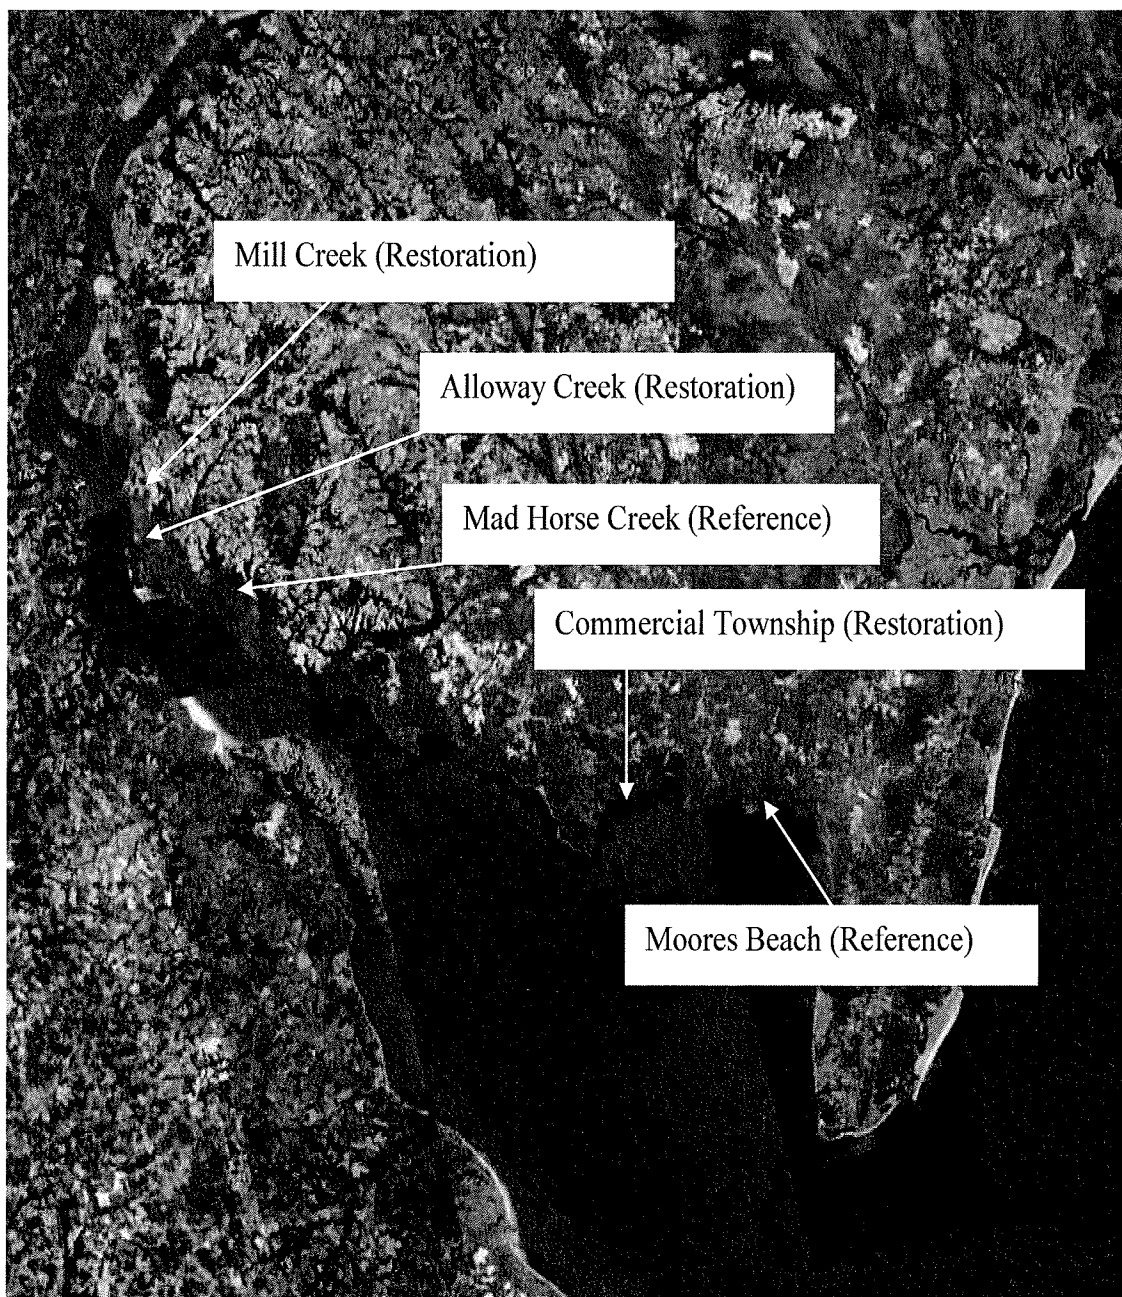 Mill Creek (Restoration)
Alloway Creek (Restoration)
Mad Horse Creek (Reference)
Commercial Township (Restoration)
Moores Beach (Reference)